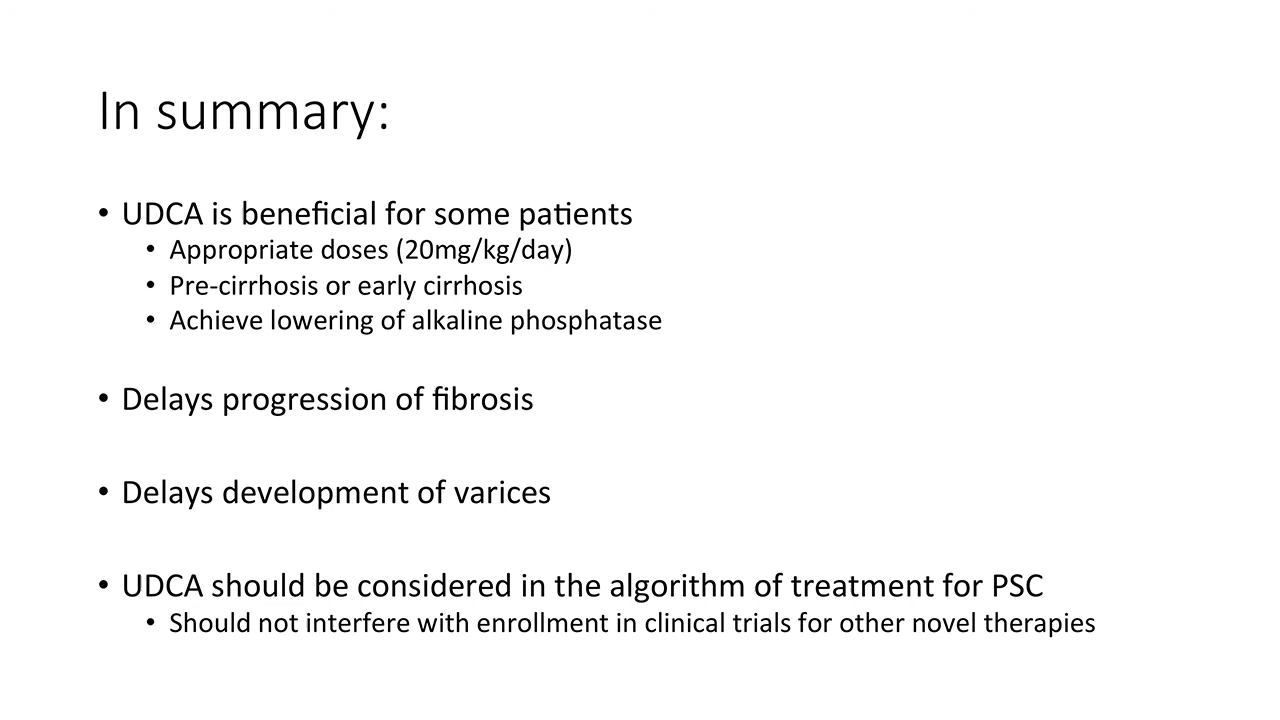 In summary:
• UDCA is beneficial for some patients
• Appropriate doses (20mg/kg/day)
• Pre-cirrhosis or early cirrhosis
• Achieve lowering of alkaline phosphatase
• Delays progression of fibrosis
• Delays development of varices
• UDCA should be considered in the algorithm of treatment for PSC
• Should not interfere with enrollment in clinical trials for other novel therapies